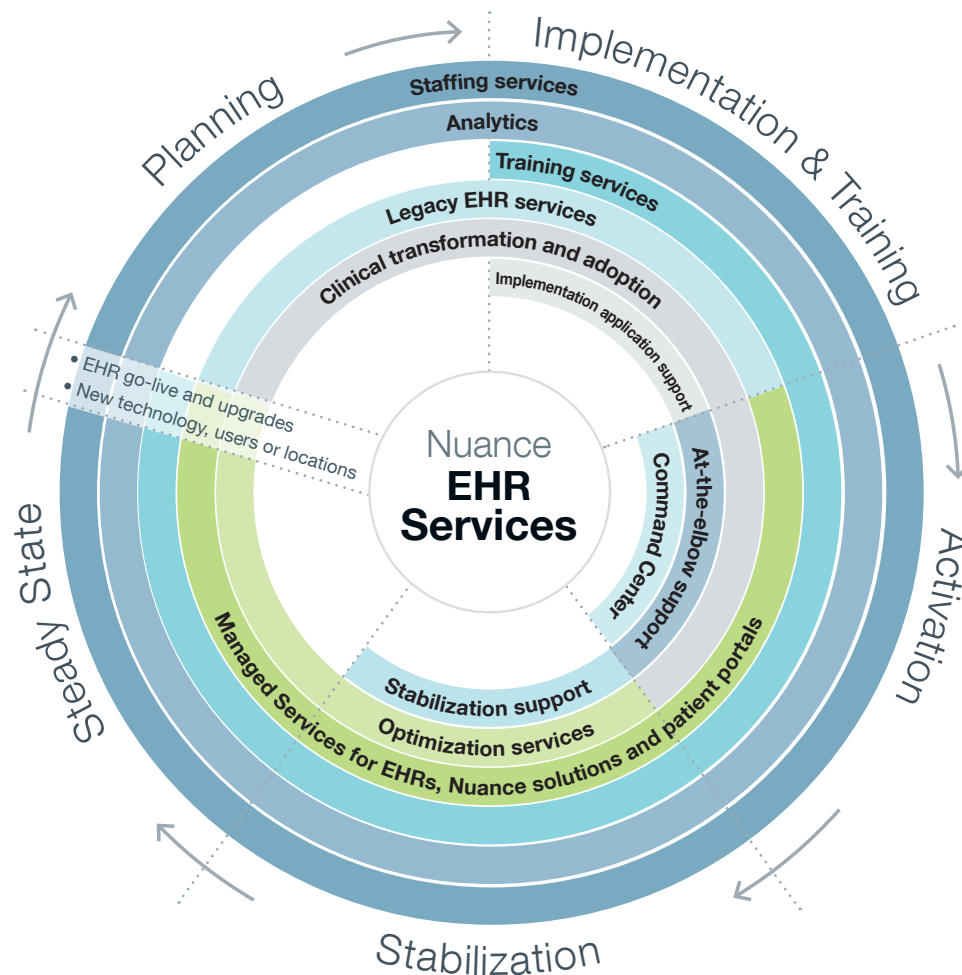 Planning
Implementation & Training
Staffing services
Analytics
Training services
Legacy EHR services
Clinical transformation and adoption
Implementation application support
• EHR go-live and upgrades
• New technology, users or locations
Nuance
EHR
Services
Command Center
At-the-elbow support
Activation
Steady State
Stabilization support
Optimization services
Managed Services for EHRs, Nuance solutions and patient portals
Stabilization